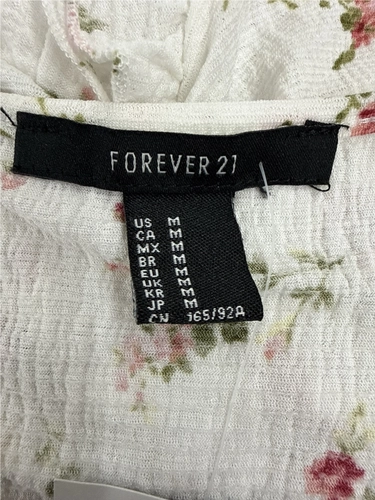 FOREVER 21
US M
CA M
MX M
BR M
EU M
UK M
KR M
JP M
CN 165/92A